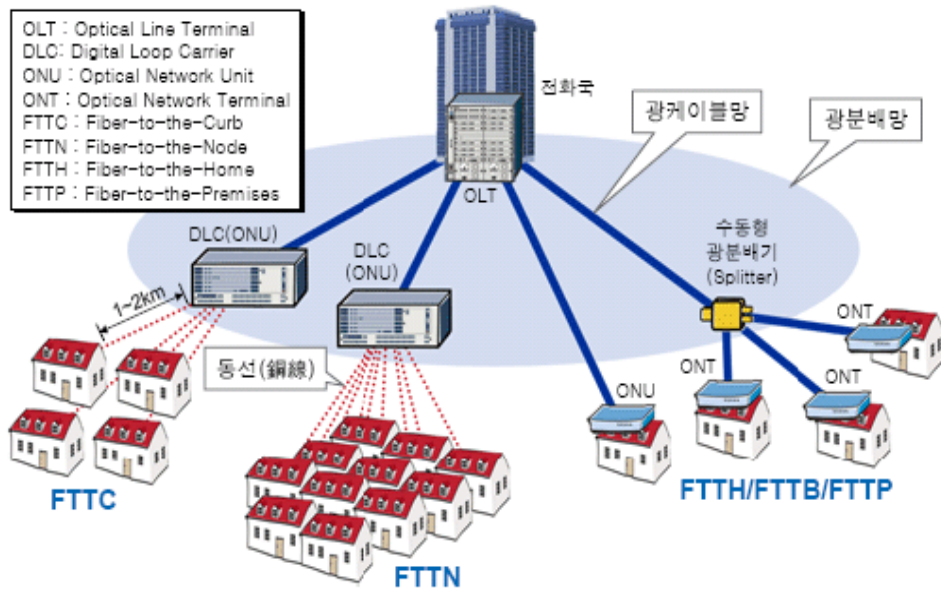 OLT : Optical Line Terminal
DLC: Digital Loop Carrier
ONU : Optical Network Unit
ONT : Optical Network Terminal
FTTC : Fiber-to-the-Curb
FTTN : Fiber-to-the-Node
FTTH : Fiber-to-the-Home
FTTP : Fiber-to-the-Premises
전화국
광케이블망
광분배망
OLT
DLC(ONU)
DLC
(ONU)
수동형
광분배기
(Splitter)
1~2km
동선(銅線)
ONU
ONT
ONT
ONT
FTTC
FTTN
FTTH/FTTB/FTTP